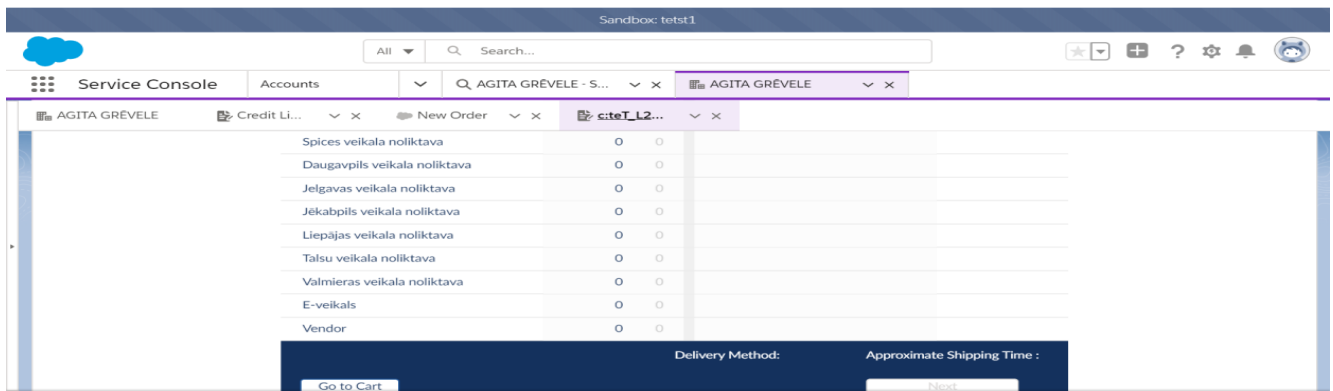 Sandbox: tetst1
All Search...
Service Console Accounts AGITA GRĒVELE - S... AGITA GRĒVELE
AGITA GRĒVELE Credit Li... New Order c:teT_L2...
Spices veikala noliktava 0 0
Daugavpils veikala noliktava 0 0
Jelgavas veikala noliktava 0 0
Jēkabpils veikala noliktava 0 0
Liepājas veikala noliktava 0 0
Talsu veikala noliktava 0 0
Valmieras veikala noliktava 0 0
E-veikals 0 0
Vendor 0 0
Delivery Method: Approximate Shipping Time :
Go to Cart Next